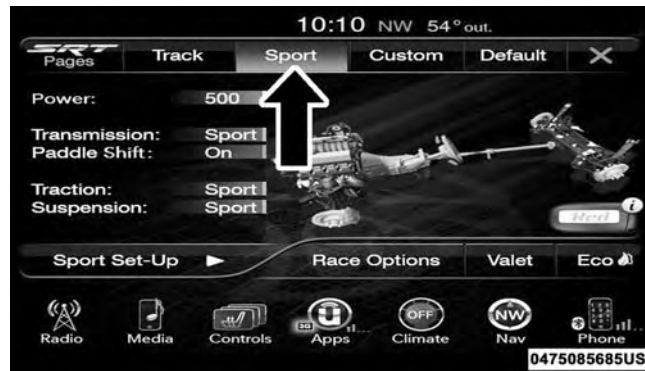 10:10 NW 54° out.
SRT Pages Track Sport Custom Default X
Power: 500
Transmission: Sport
Paddle Shift: On
Traction: Sport
Suspension: Sport
Red i
Sport Set-Up Race Options Valet Eco
U 3G OFF NW
Radio Media Controls Apps Climate Nav Phone
0475085685US